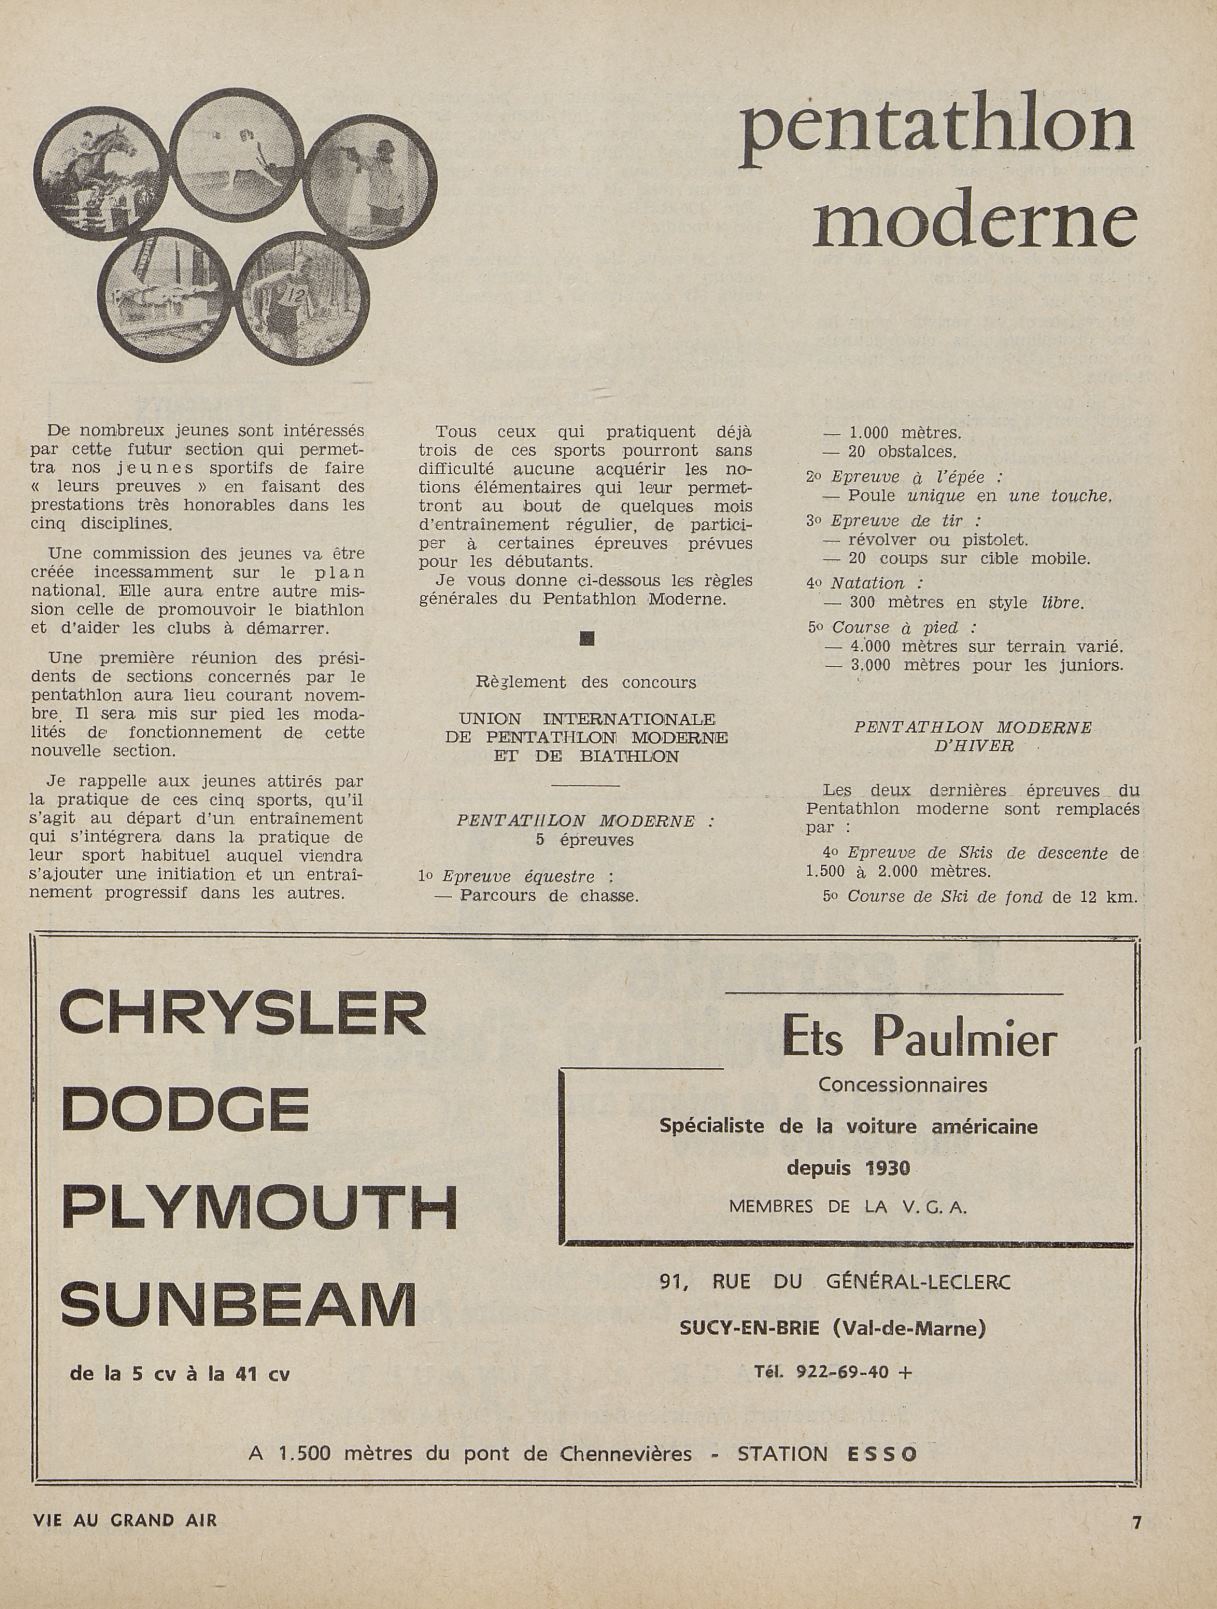 pentathlon
moderne
12
De nombreux jeunes sont intéressés
par cette futur section qui permet-
tra nos jeunes sportifs de faire
« leurs preuves » en faisant des
prestations très honorables dans les
cinq disciplines.
Une commission des jeunes va être
créée incessamment sur le plan
national. Elle aura entre autre mis-
sion celle de promouvoir le biathlon
et d'aider les clubs à démarrer.
Une première réunion des prési-
dents de sections concernés par le
pentathlon aura lieu courant novem-
bre. Il sera mis sur pied les moda-
lités de fonctionnement de cette
nouvelle section.
Je rappelle aux jeunes attirés par
la pratique de ces cinq sports, qu'il
s'agit au départ d'un entraînement
qui s'intégrera dans la pratique de
leur sport habituel auquel viendra
s'ajouter une initiation et un entraî-
nement progressif dans les autres.
Tous ceux qui pratiquent déjà
trois de ces sports pourront sans
difficulté aucune acquérir les no-
tions élémentaires qui leur permet-
tront au bout de quelques mois
d'entraînement régulier, de partici-
per à certaines épreuves prévues
pour les débutants.
Je vous donne ci-dessous les règles
générales du Pentathlon Moderne.
Règlement des concours
UNION INTERNATIONALE
DE PENTATHLON MODERNE
ET DE BIATHLON
PENTATHLON MODERNE :
5 épreuves
1o Epreuve équestre :
— Parcours de chasse.
— 1.000 mètres.
— 20 obstalces.
2o Epreuve à l'épée :
— Poule unique en une touche.
3o Epreuve de tir :
— révolver ou pistolet.
— 20 coups sur cible mobile.
4o Natation :
— 300 mètres en style libre.
5o Course à pied :
— 4.000 mètres sur terrain varié.
— 3.000 mètres pour les juniors.
PENTATHLON MODERNE
D'HIVER
Les deux dernières épreuves du
Pentathlon moderne sont remplacés
par :
4o Epreuve de Skis de descente de
1.500 à 2.000 mètres.
5o Course de Ski de fond de 12 km.
CHRYSLER
DODGE
PLYMOUTH
SUNBEAM
de la 5 cv à la 41 cv
Ets Paulmier
Concessionnaires
Spécialiste de la voiture américaine
depuis 1930
MEMBRES DE LA V. G. A.
91, RUE DU GÉNÉRAL-LECLERC
SUCY-EN-BRIE (Val-de-Marne)
Tél. 922-69-40 +
A 1.500 mètres du pont de Chennevières - STATION ESSO
VIE AU GRAND AIR
7